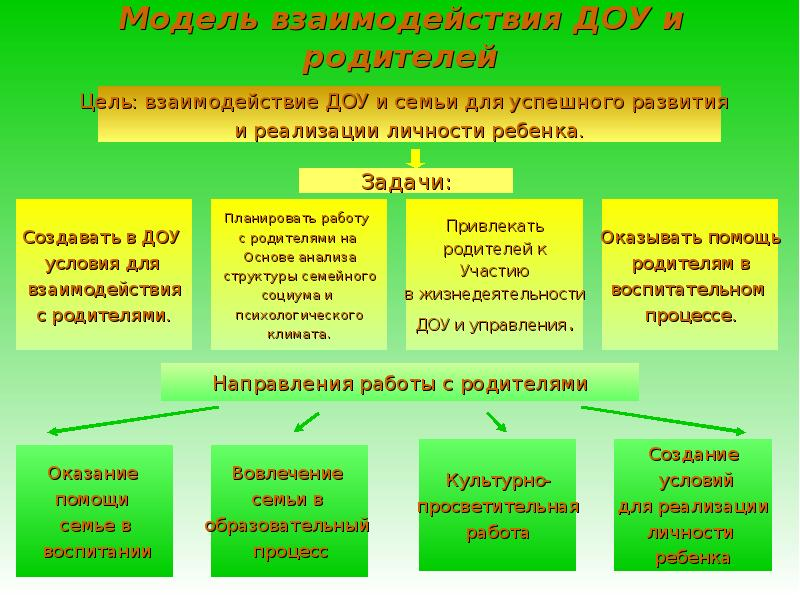 Модель взаимодействия ДОУ и
родителей
Цель: взаимодействие ДОУ и семьи для успешного развития
и реализации личности ребенка.
Задачи:
Создавать в ДОУ
условия для
взаимодействия
с родителями.
Планировать работу
с родителями на
Основе анализа
структуры семейного
социума и
психологического
климата.
Привлекать
родителей к
Участию
в жизнедеятельности
ДОУ и управления.
Оказывать помощь
родителям в
воспитательном
процессе.
Направления работы с родителями
Оказание
помощи
семье в
воспитании
Вовлечение
семьи в
образовательный
процесс
Культурно-
просветительная
работа
Создание
условий
для реализации
личности
ребенка